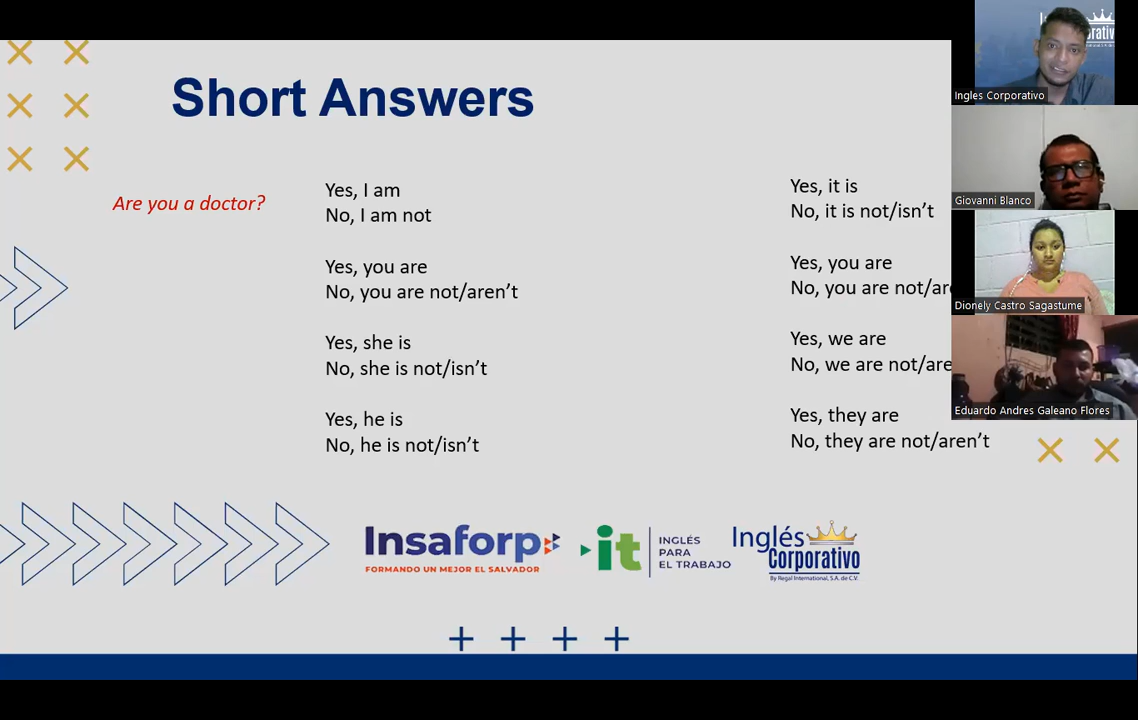 Short Answers
Are you a doctor?
Yes, I am
No, I am not
Yes, you are
No, you are not/aren't
Yes, she is
No, she is not/isn't
Yes, he is
No, he is not/isn't
Yes, it is
No, it is not/isn't
Yes, you are
No, you are not/are
Yes, we are
No, we are not/are
Yes, they are
No, they are not/aren't
Insaforp
FORMANDO UN MEJOR EL SALVADOR
it
INGLÉS
PARA
EL TRABAJO
Inglés
Corporativo
By Regal International, S.A. de C.V.
Ingles Corporativo
Giovanni Blanco
Dionely Castro Sagastume
Eduardo Andres Galeano Flores